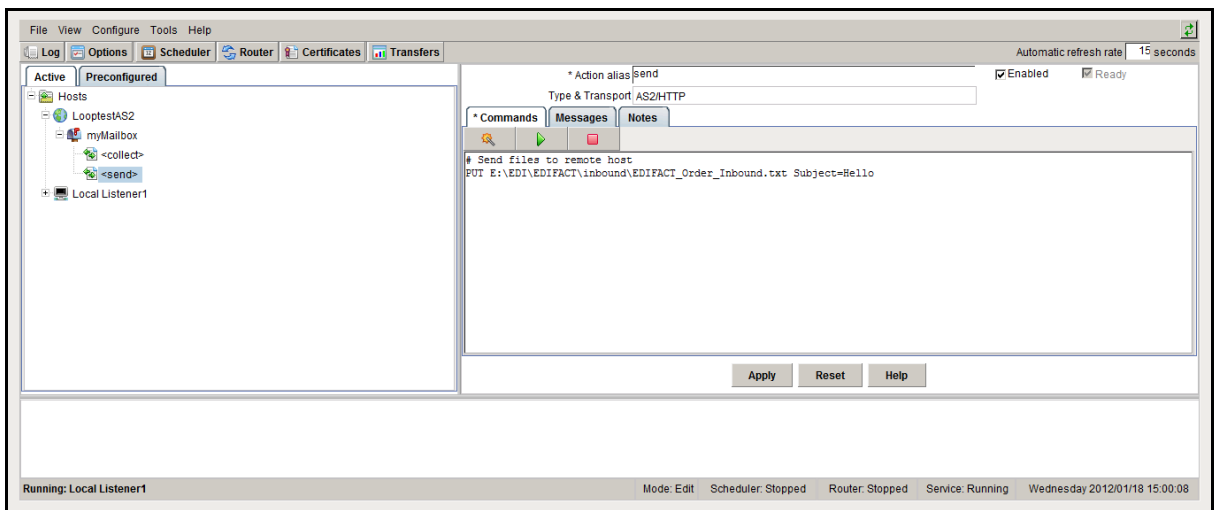 File View Configure Tools Help
Log Options Scheduler Router Certificates Transfers
Automatic refresh rate 15 seconds
Active Preconfigured
Hosts
LooptestAS2
myMailbox
<collect>
<send>
Local Listener1
* Action alias send Enabled Ready
Type & Transport AS2/HTTP
* Commands Messages Notes
# Send files to remote host
PUT E:\EDI\EDIFACT\inbound\EDIFACT_Order_Inbound.txt Subject=Hello
Apply Reset Help
Running: Local Listener1 Mode: Edit Scheduler: Stopped Router: Stopped Service: Running Wednesday 2012/01/18 15:00:08